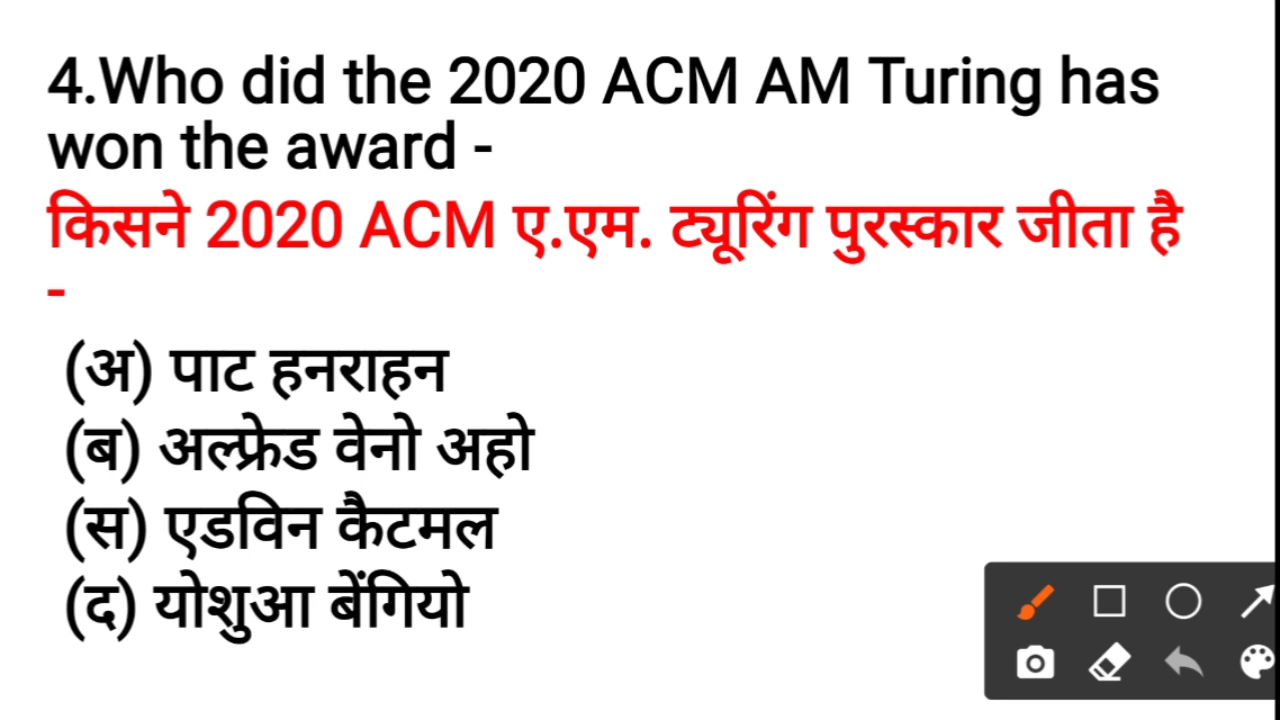 4.Who did the 2020 ACM AM Turing has
won the award -
किसने 2020 ACM ए.एम. ट्यूरिंग पुरस्कार जीता है
-
(अ) पाट हनराहन
(ब) अल्फ्रेड वेनो अहो
(स) एडविन कैटमल
(द) योशुआ बेंगियो